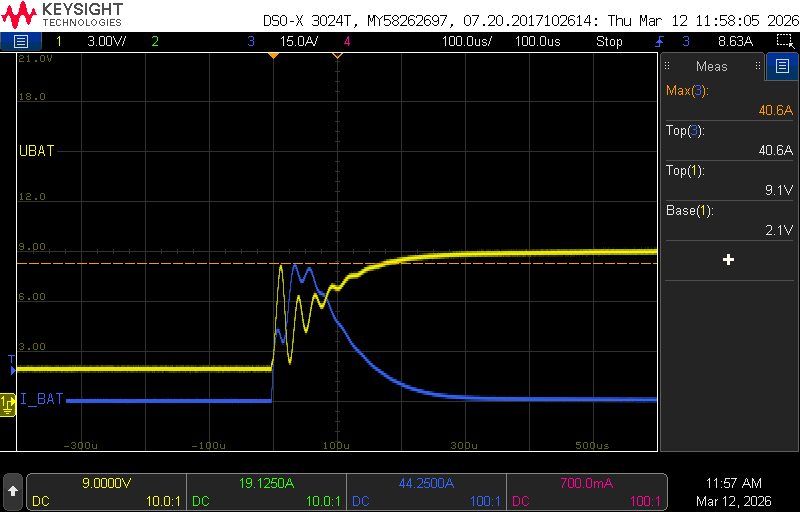 KEYSIGHT
TECHNOLOGIES
DSO-X 3024T, MY58262697, 07.20.2017102614: Thu Mar 12 11:58:05 2026
1 3.00V/ 2 3 15.0A/ 4 100.0us/ 100.0us Stop 3 8.63A
21.0V
18.0
UBAT
12.0
9.00
6.00
3.00
T
1
I_BAT
-300u -100u 100u 300u 500us
Meas
Max(3):
40.6A
Top(3):
40.6A
Top(1):
9.1V
Base(1):
2.1V
9.0000V 19.1250A 44.2500A 700.0mA
DC 10.0:1 DC 10.0:1 DC 100:1 DC 100:1
11:57 AM
Mar 12, 2026